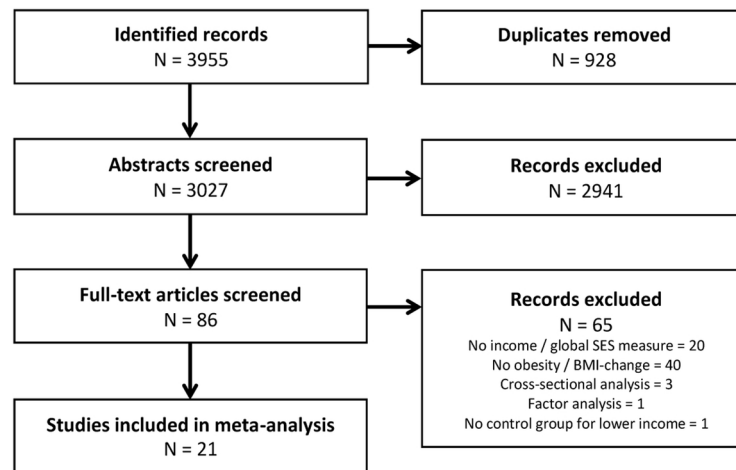 Identified records
N = 3955
Duplicates removed
N = 928
Abstracts screened
N = 3027
Records excluded
N = 2941
Full-text articles screened
N = 86
Records excluded
N = 65
No income / global SES measure = 20
No obesity / BMI-change = 40
Cross-sectional analysis = 3
Factor analysis = 1
No control group for lower income = 1
Studies included in meta-analysis
N = 21